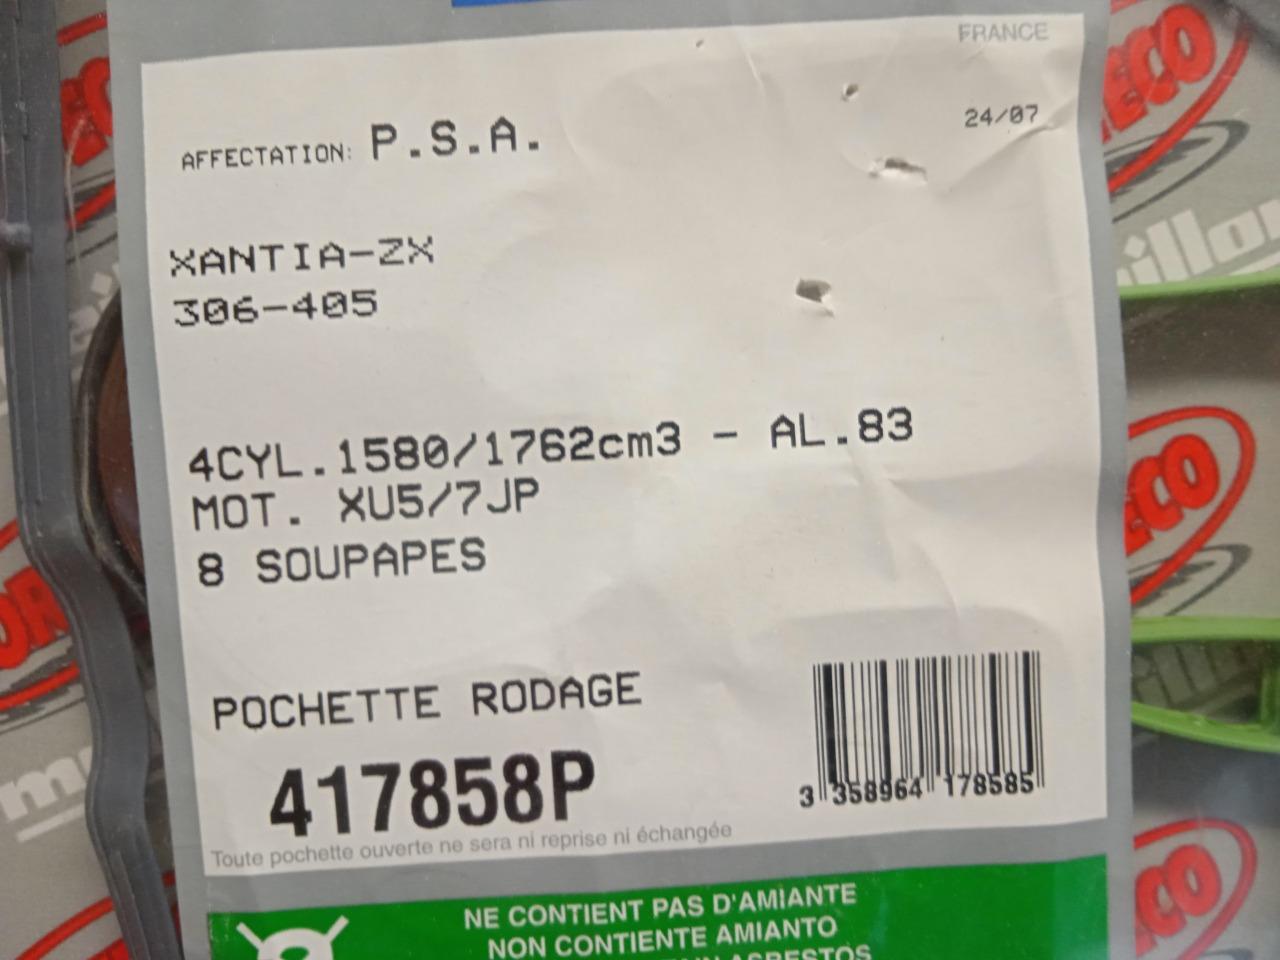 FRANCE
24/07
AFFECTATION: P.S.A.
XANTIA-ZX
306-405
4CYL.1580/1762cm3 - AL.83
MOT. XU5/7JP
8 SOUPAPES
POCHETTE RODAGE
417858P
3 358964 178585
Toute pochette ouverte ne sera ni reprise ni échangée
NE CONTIENT PAS D'AMIANTE
NON CONTIENTE AMIANTO
ASBESTOS